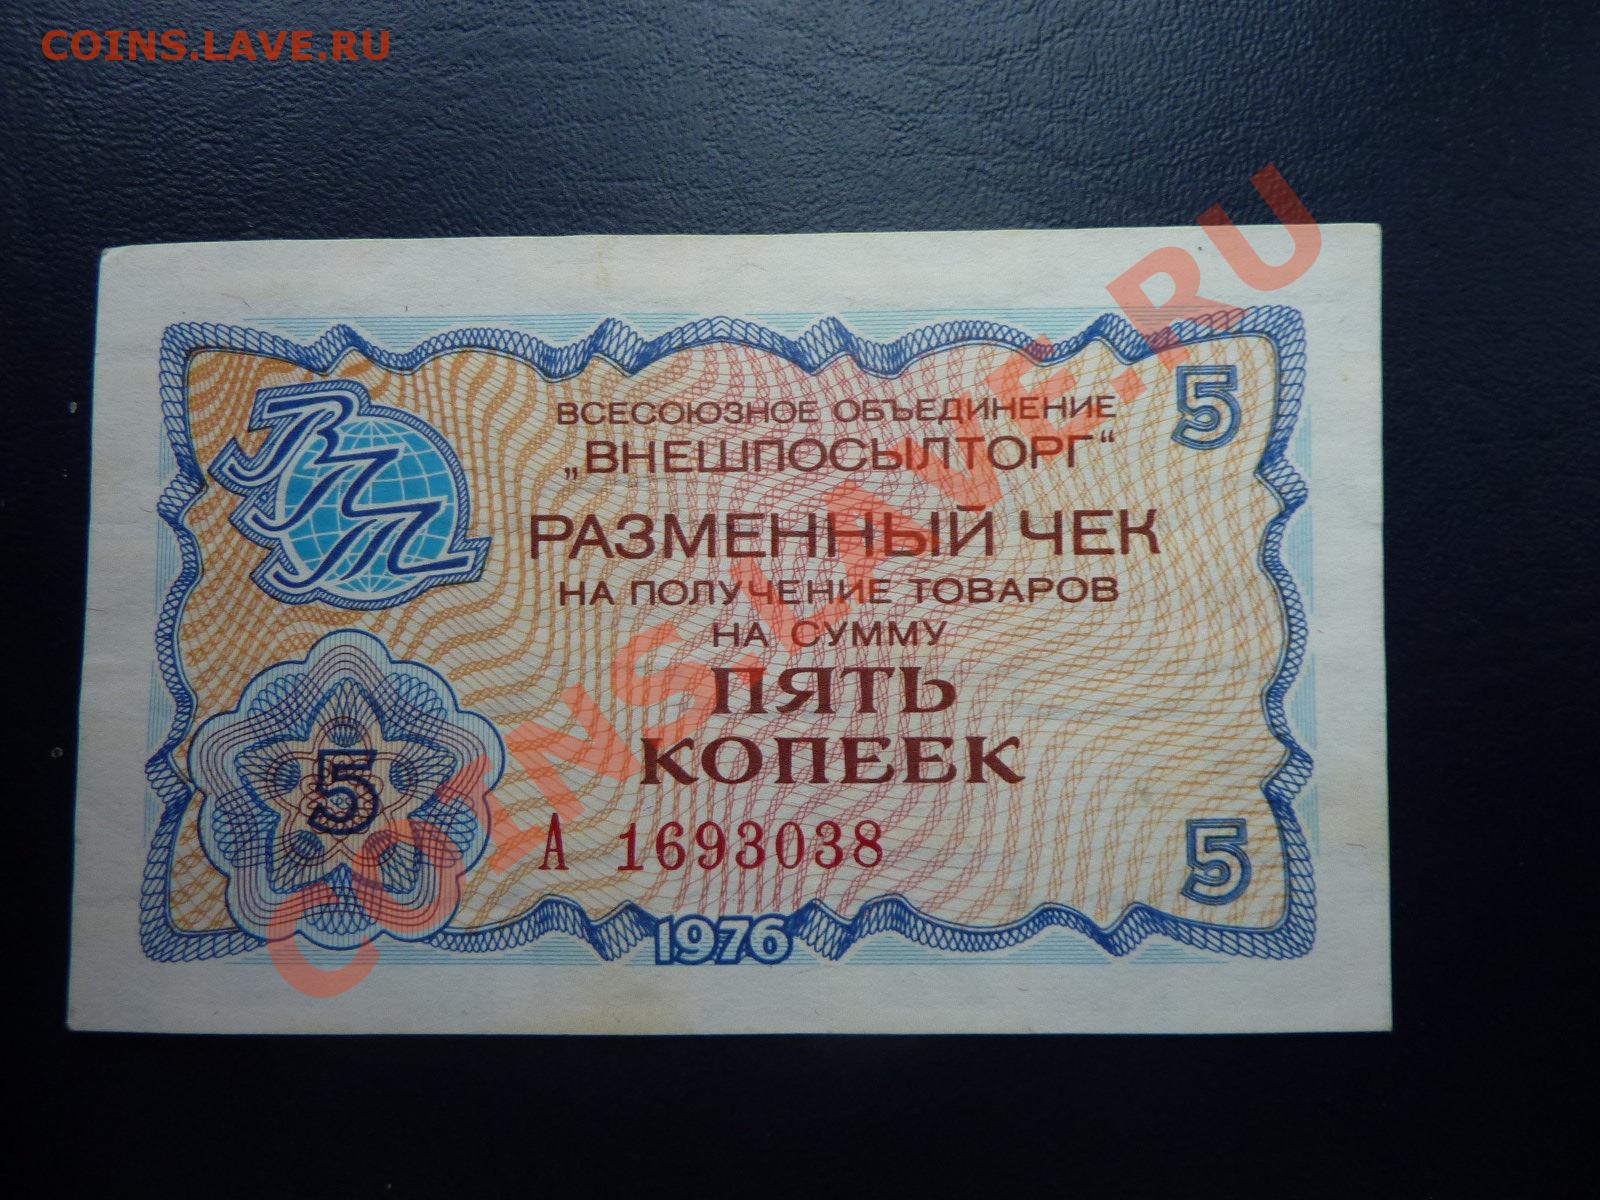 COINS.LAVE.RU
ВПТ
ВСЕСОЮЗНОЕ ОБЪЕДИНЕНИЕ
„ВНЕШПОСЫЛТОРГ“
РАЗМЕННЫЙ ЧЕК
НА ПОЛУЧЕНИЕ ТОВАРОВ
НА СУММУ
ПЯТЬ
КОПЕЕК
А 1693038
1976
5
5
5
COINS.LAVE.RU